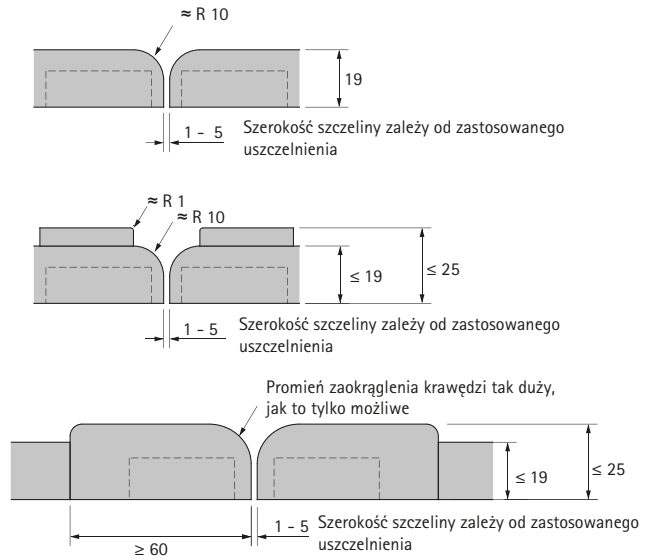 ≈ R 10
19
1 - 5 Szerokość szczeliny zależy od zastosowanego
uszczelnienia
≈ R 1
≈ R 10
≤ 19
≤ 25
1 - 5 Szerokość szczeliny zależy od zastosowanego
uszczelnienia
Promień zaokrąglenia krawędzi tak duży,
jak to tylko możliwe
≤ 19
≤ 25
≥ 60
1 - 5 Szerokość szczeliny zależy od zastosowanego
uszczelnienia